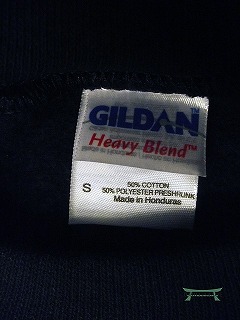 GILDAN
Heavy Blend™
S
50% COTTON
50% POLYESTER PRESHRUNK
Made in Honduras